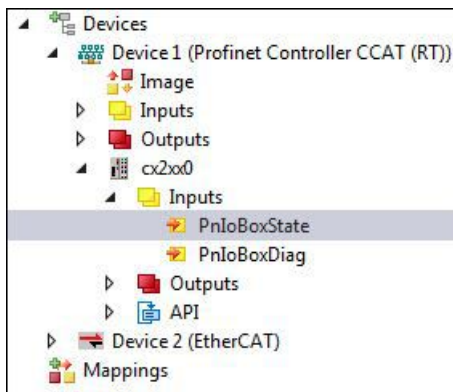 Devices
Device 1 (Profinet Controller CCAT (RT))
Image
Inputs
Outputs
cx2xx0
Inputs
PnIoBoxState
PnIoBoxDiag
Outputs
API
Device 2 (EtherCAT)
Mappings